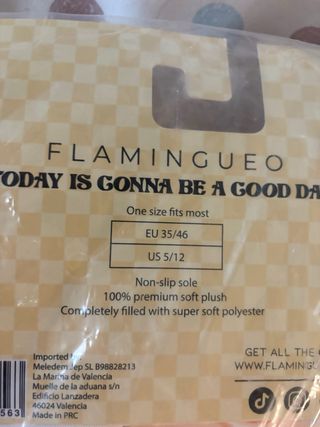 FLAMINGUEO
TODAY IS GONNA BE A GOOD DA
One size fits most
EU 35/46
US 5/12
Non-slip sole
100% premium soft plush
Completely filled with super soft polyester
Imported by:
Meledem Jep SL B98828213
La Marina de Valencia
Muelle de la aduana s/n
Edificio Lanzadera
46024 Valencia
Made in PRC
GET ALL THE
WWW.FLAMINGU
563